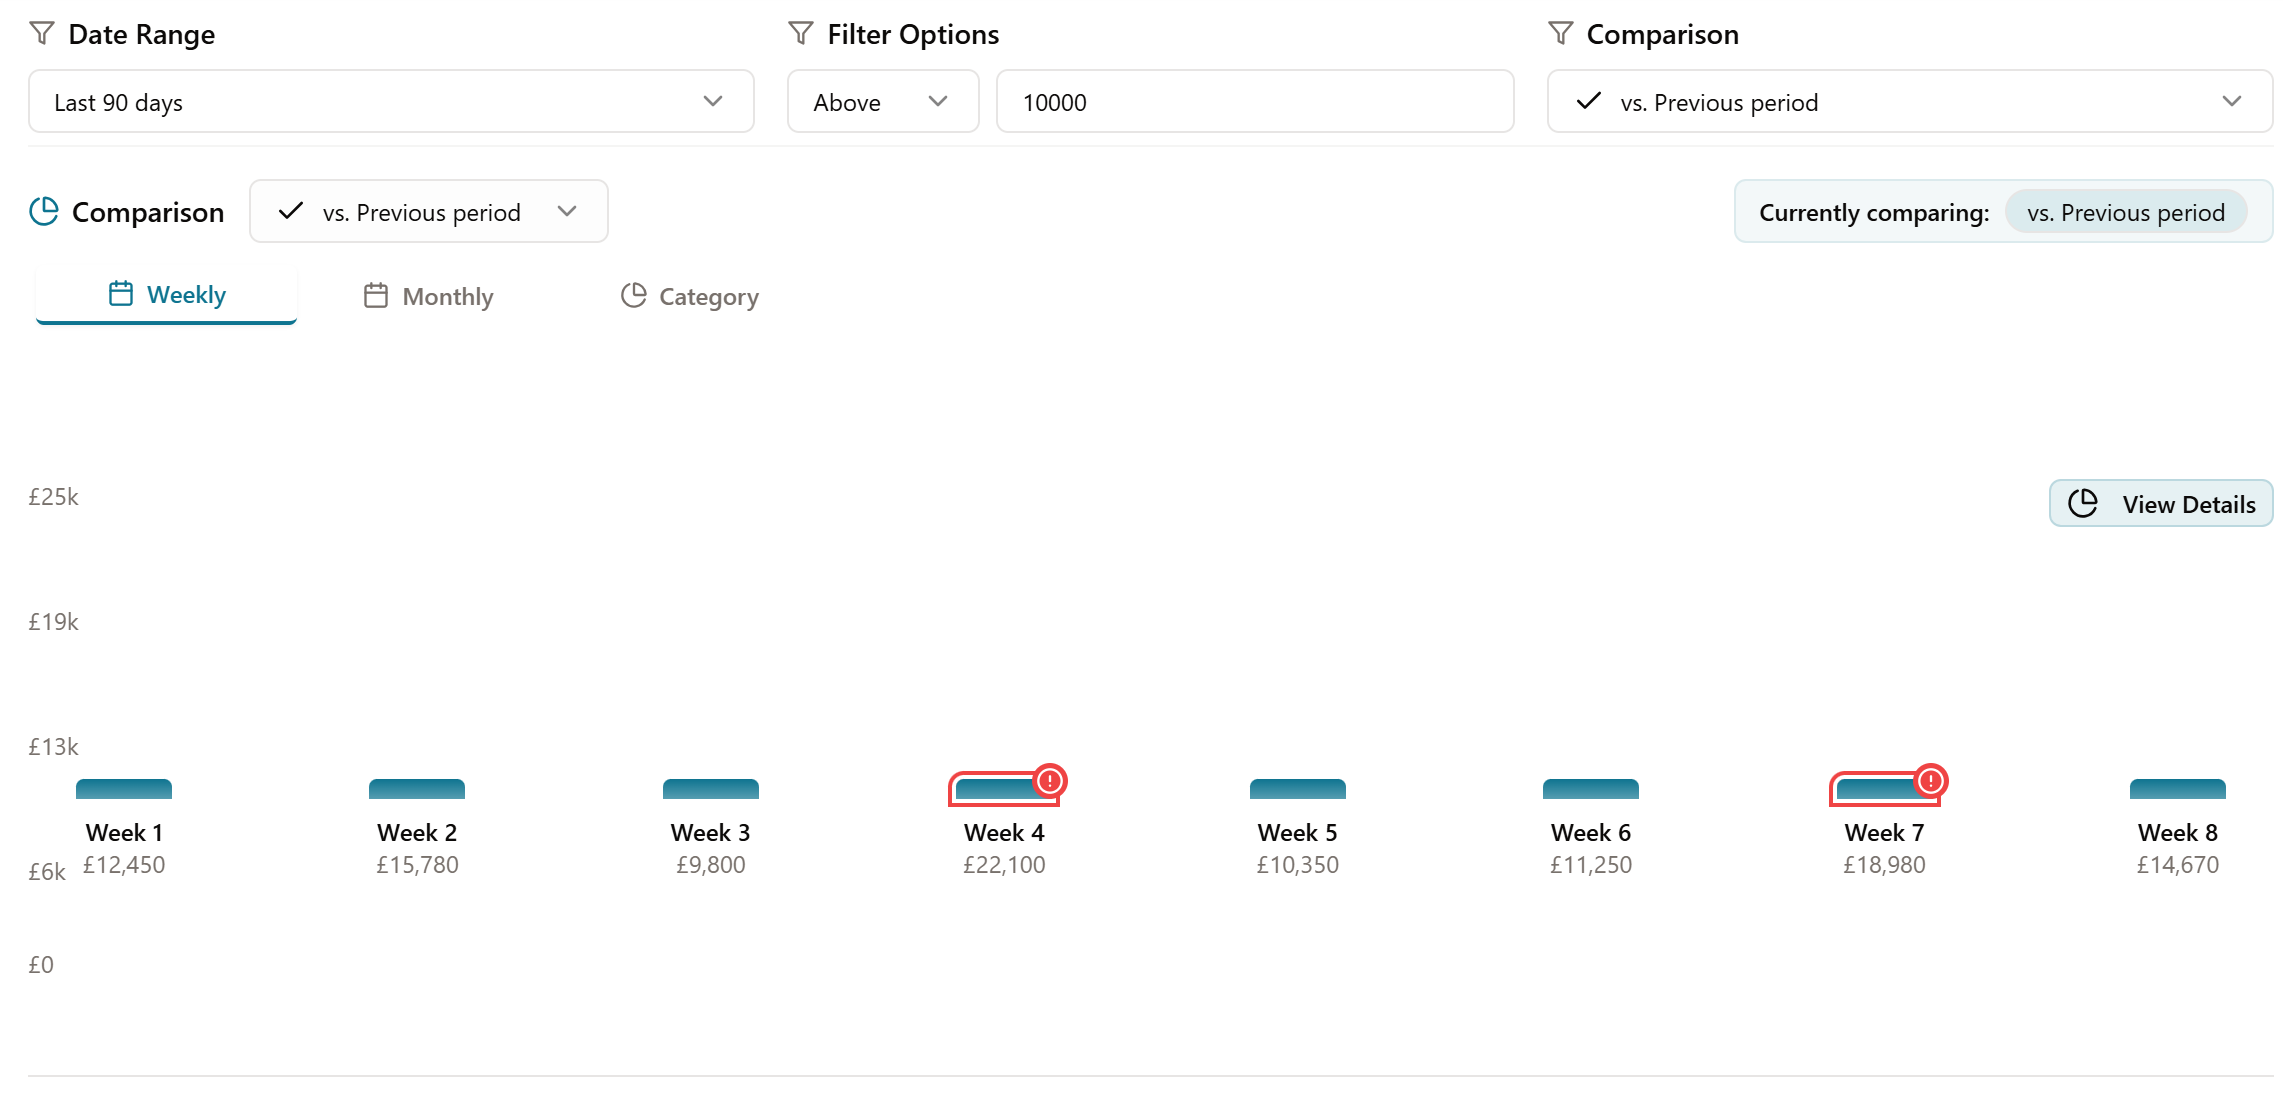 Date Range
Filter Options
Comparison
Last 90 days
Above
10000
vs. Previous period
Comparison
vs. Previous period
Currently comparing:
vs. Previous period
Weekly
Monthly
Category
£25k
View Details
£19k
£13k
Week 1
Week 2
Week 3
Week 4
Week 5
Week 6
Week 7
Week 8
£6k
£12,450
£15,780
£9,800
£22,100
£10,350
£11,250
£18,980
£14,670
£0